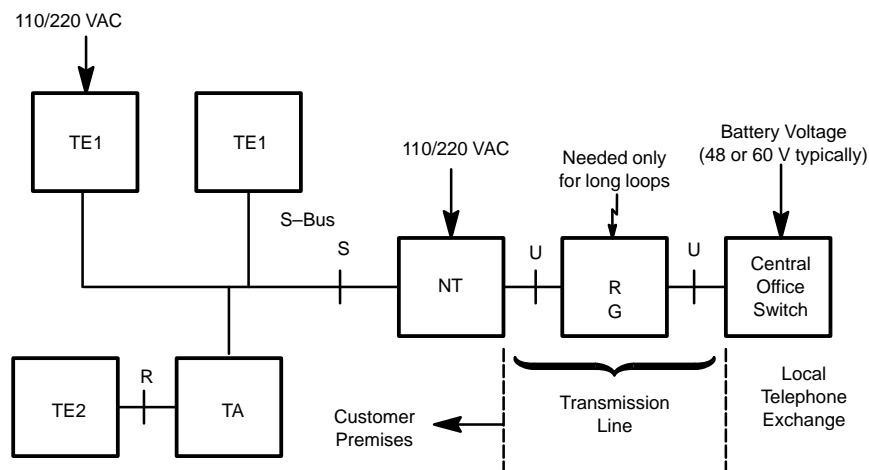 110/220 VAC
TE1
TE1
110/220 VAC
Needed only
for long loops
Battery Voltage
(48 or 60 V typically)
S–Bus
S
NT
U
R
G
U
Central
Office
Switch
TE2
R
TA
Customer
Premises
Transmission
Line
Local
Telephone
Exchange